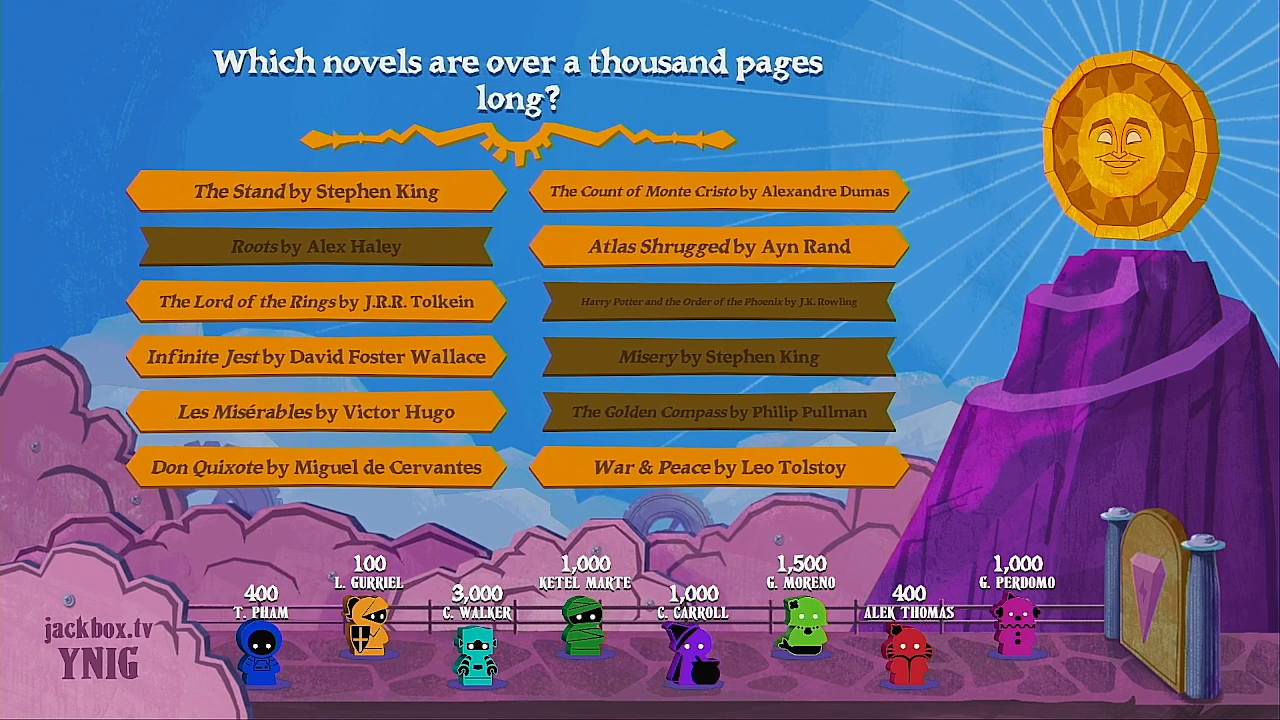 Which novels are over a thousand pages
long?
The Stand by Stephen King
The Count of Monte Cristo by Alexandre Dumas
Roots by Alex Haley
Atlas Shrugged by Ayn Rand
The Lord of the Rings by J.R.R. Tolkein
Harry Potter and the Order of the Phoenix by J.K. Rowling
Infinite Jest by David Foster Wallace
Misery by Stephen King
Les Misérables by Victor Hugo
The Golden Compass by Philip Pullman
Don Quixote by Miguel de Cervantes
War & Peace by Leo Tolstoy
400
T. PHAM
100
L. GURRIEL
3,000
C. WALKER
1,000
KETEL MARTE
1,000
C. CARROLL
1,500
G. MORENO
400
ALEK THOMAS
1,000
G. PERDOMO
jackbox.tv
YNIG